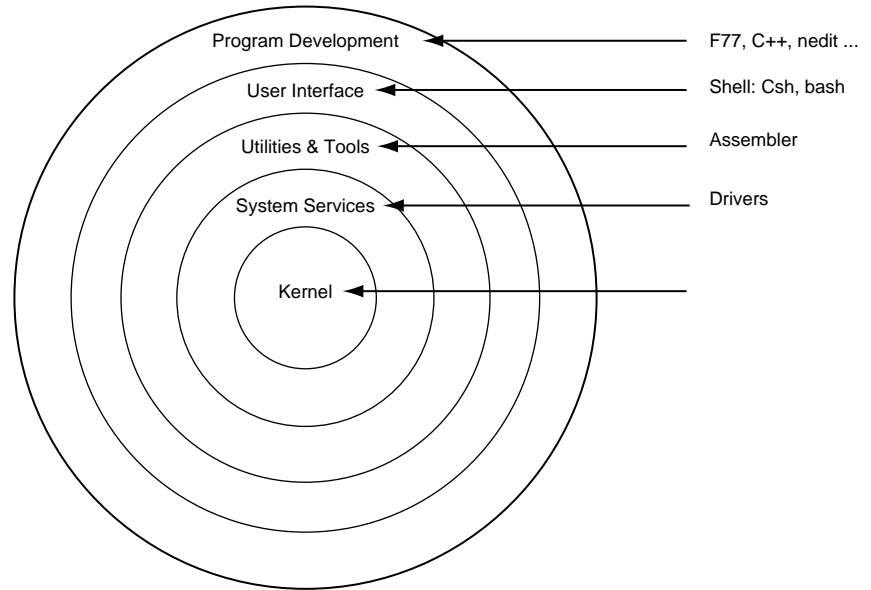 Program Development
F77, C++, nedit ...
User Interface
Shell: Csh, bash
Utilities & Tools
Assembler
System Services
Drivers
Kernel